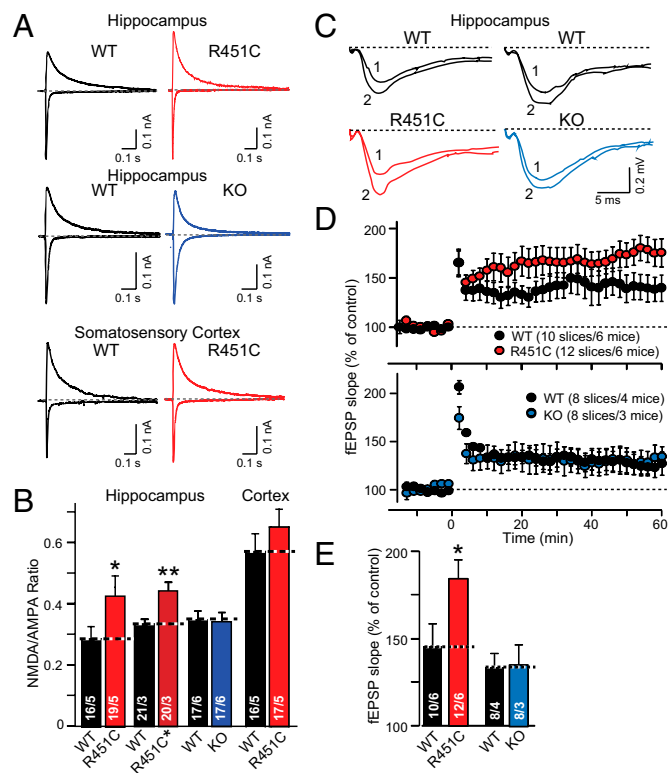 A
Hippocampus
WT
R451C
0.1 nA
0.1 s
0.1 nA
0.1 s
Hippocampus
WT
KO
0.1 nA
0.1 s
0.1 nA
0.1 s
Somatosensory Cortex
WT
R451C
0.1 nA
0.1 s
0.1 nA
0.1 s
B
Hippocampus
Cortex
NMDA/AMPA Ratio
0.6
0.4
0.2
0
*
**
16/5
19/5
21/3
20/3
17/6
17/6
16/5
17/5
WT
R451C
WT
R451C*
WT
KO
WT
R451C
C
Hippocampus
WT
WT
1
2
1
2
R451C
KO
1
2
1
2
0.2 mV
5 ms
D
fEPSP slope (% of control)
200
150
100
WT (10 slices/6 mice)
R451C (12 slices/6 mice)
200
150
100
WT (8 slices/4 mice)
KO (8 slices/3 mice)
0
20
40
60
Time (min)
E
fEPSP slope (% of control)
200
150
100
*
10/6
12/6
8/4
8/3
WT
R451C
WT
KO